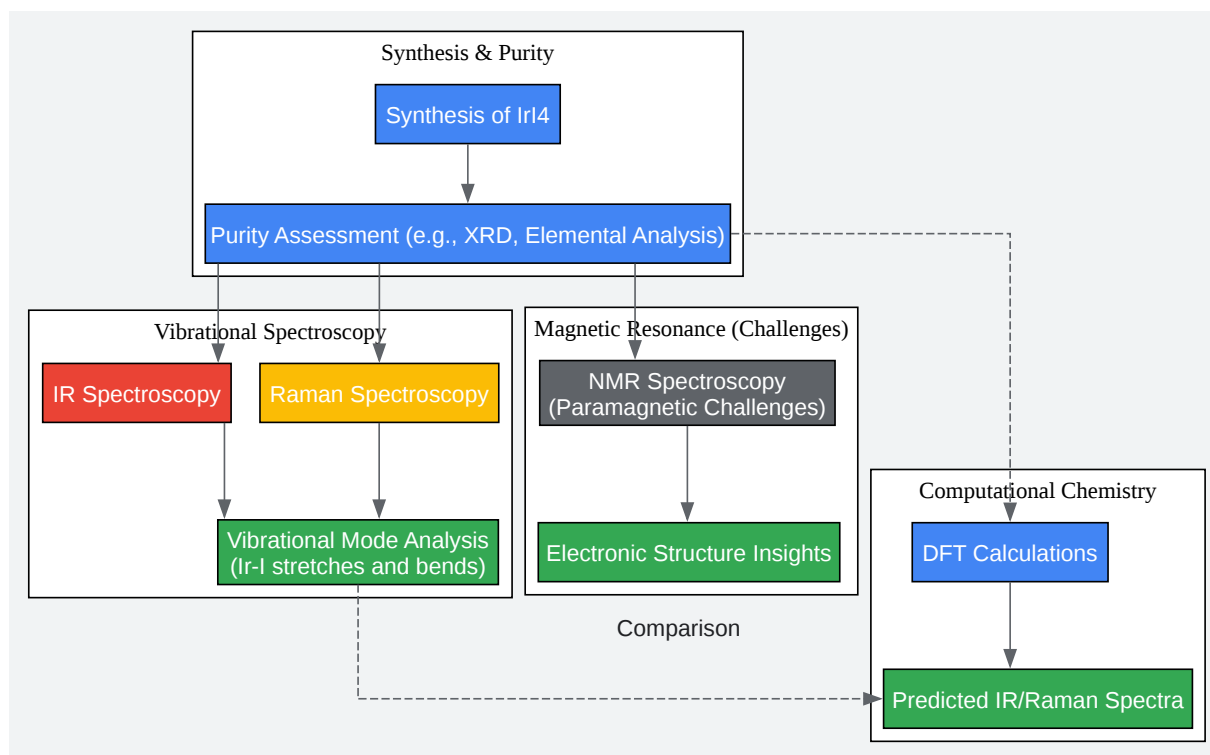 Synthesis & Purity
Synthesis of IrI4
Purity Assessment (e.g., XRD, Elemental Analysis)
Vibrational Spectroscopy
IR Spectroscopy
Raman Spectroscopy
Vibrational Mode Analysis
(Ir-I stretches and bends)
Magnetic Resonance (Challenges)
NMR Spectroscopy
(Paramagnetic Challenges)
Electronic Structure Insights
Computational Chemistry
DFT Calculations
Comparison
Predicted IR/Raman Spectra